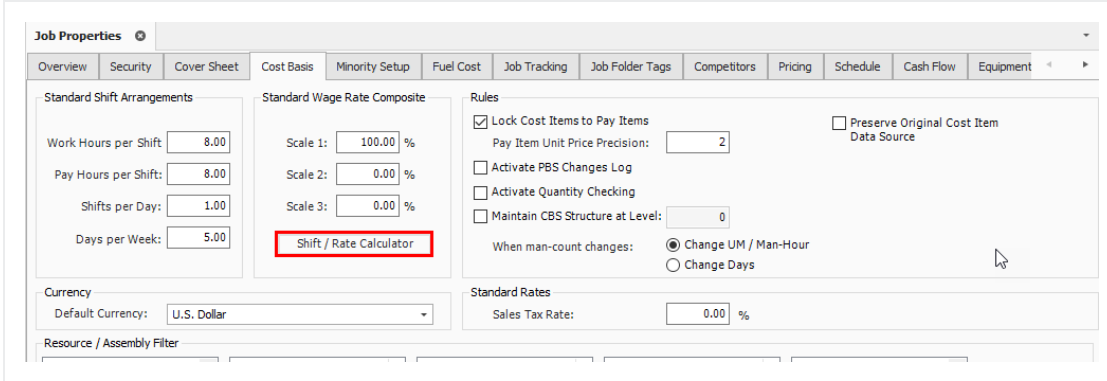 Job Properties
Overview Security Cover Sheet Cost Basis Minority Setup Fuel Cost Job Tracking Job Folder Tags Competitors Pricing Schedule Cash Flow Equipment
Standard Shift Arrangements
Work Hours per Shift 8.00
Pay Hours per Shift: 8.00
Shifts per Day: 1.00
Days per Week: 5.00
Standard Wage Rate Composite
Scale 1: 100.00 %
Scale 2: 0.00 %
Scale 3: 0.00 %
Shift / Rate Calculator
Rules
Lock Cost Items to Pay Items
Pay Item Unit Price Precision: 2
Activate PBS Changes Log
Activate Quantity Checking
Maintain CBS Structure at Level: 0
When man-count changes: Change UM / Man-Hour
Change Days
Preserve Original Cost Item
Data Source
Currency
Default Currency: U.S. Dollar
Standard Rates
Sales Tax Rate: 0.00 %
Resource / Assembly Filter